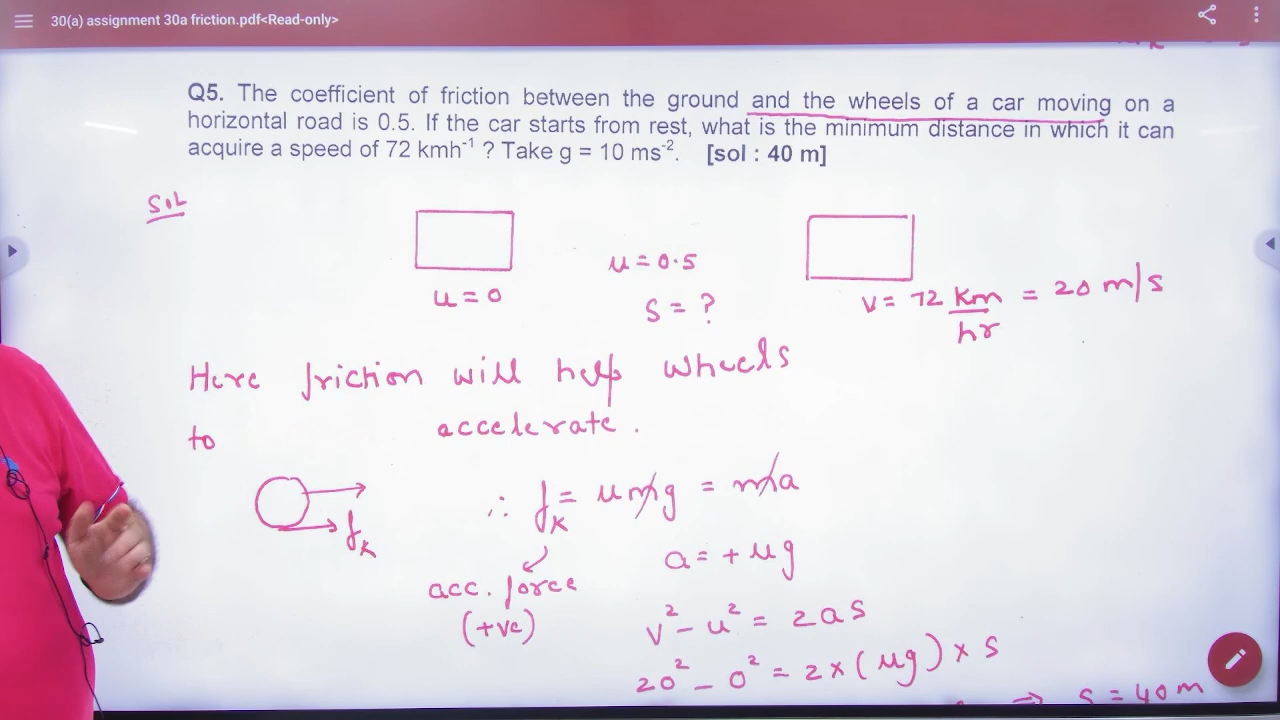 30(a) assignment 30a friction.pdf<Read-only>
Q5. The coefficient of friction between the ground and the wheels of a car moving on a
horizontal road is 0.5. If the car starts from rest, what is the minimum distance in which it can
acquire a speed of 72 kmh⁻¹ ? Take g = 10 ms⁻². [sol : 40 m]
Sol
u = 0
μ = 0.5
S = ?
v = 72 Km/hr = 20 m/s
Here friction will help wheels
to accelerate.
fₖ
∴ fₖ = μmg = ma
acc. force
(+ve)
a = + μg
v² - u² = 2as
20² - 0² = 2 × (μg) × s
⇒ S = 40 m